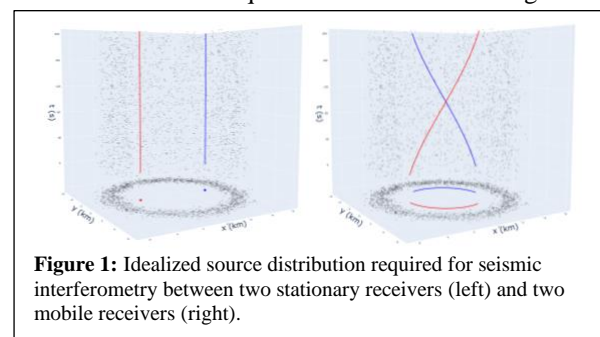 t (s)
y (km)
x (km)
t (s)
y (km)
x (km)
Figure 1: Idealized source distribution required for seismic
interferometry between two stationary receivers (left) and two
mobile receivers (right).